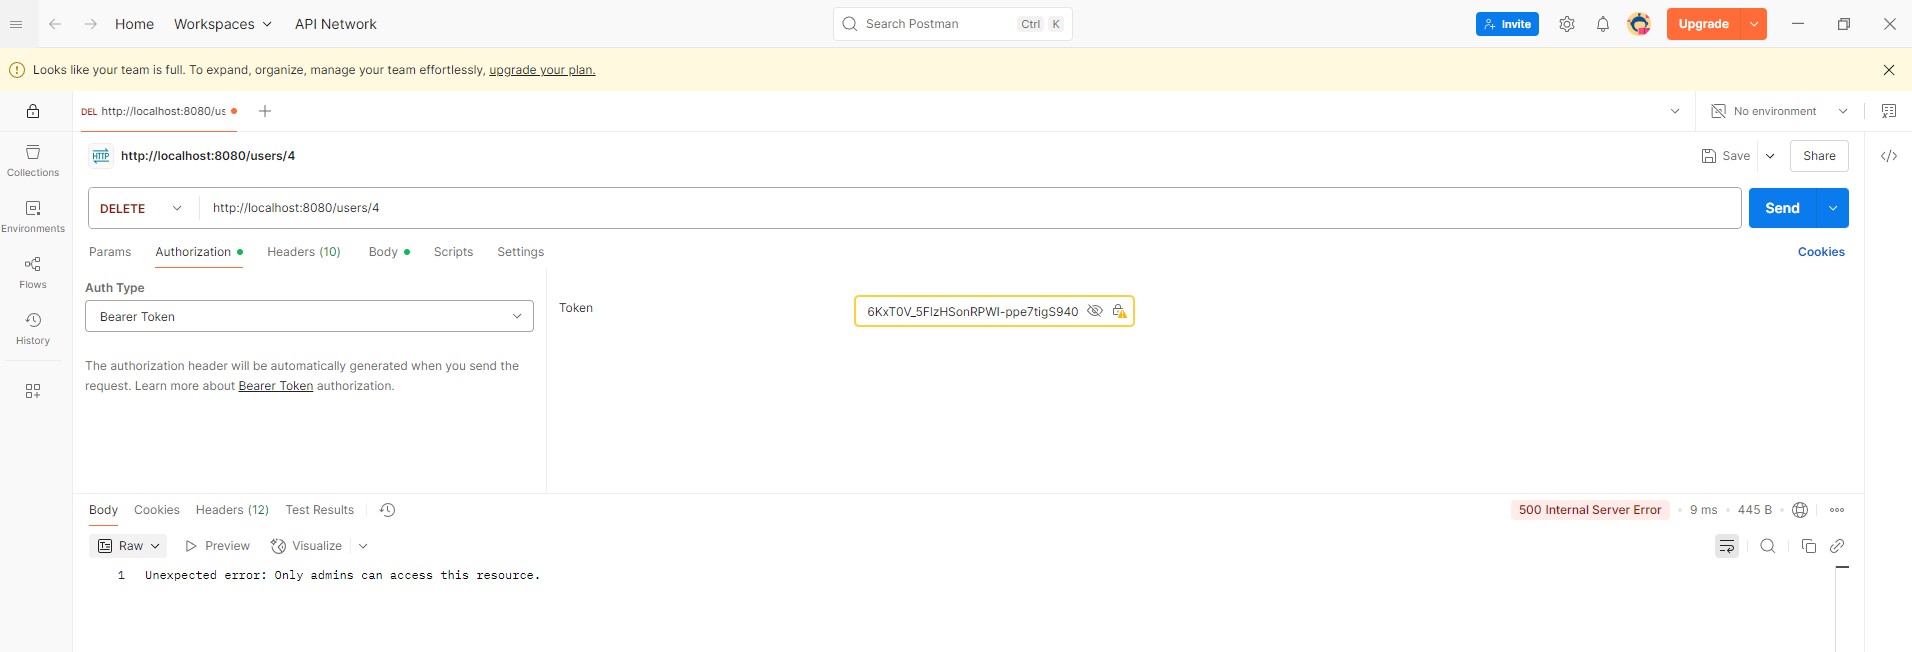 Home Workspaces API Network Search Postman Ctrl K Invite Upgrade
Looks like your team is full. To expand, organize, manage your team effortlessly, upgrade your plan.
DEL http://localhost:8080/us No environment
HTTP http://localhost:8080/users/4 Save Share
Collections
DELETE http://localhost:8080/users/4 Send
Environments
Params Authorization Headers (10) Body Scripts Settings Cookies
Flows
Auth Type
Token 6KxT0V_5FIzHSonRPWI-ppe7tigS940
Bearer Token
History
The authorization header will be automatically generated when you send the
request. Learn more about Bearer Token authorization.
Body Cookies Headers (12) Test Results 500 Internal Server Error 9 ms 445 B
Raw Preview Visualize
1 Unexpected error: Only admins can access this resource.